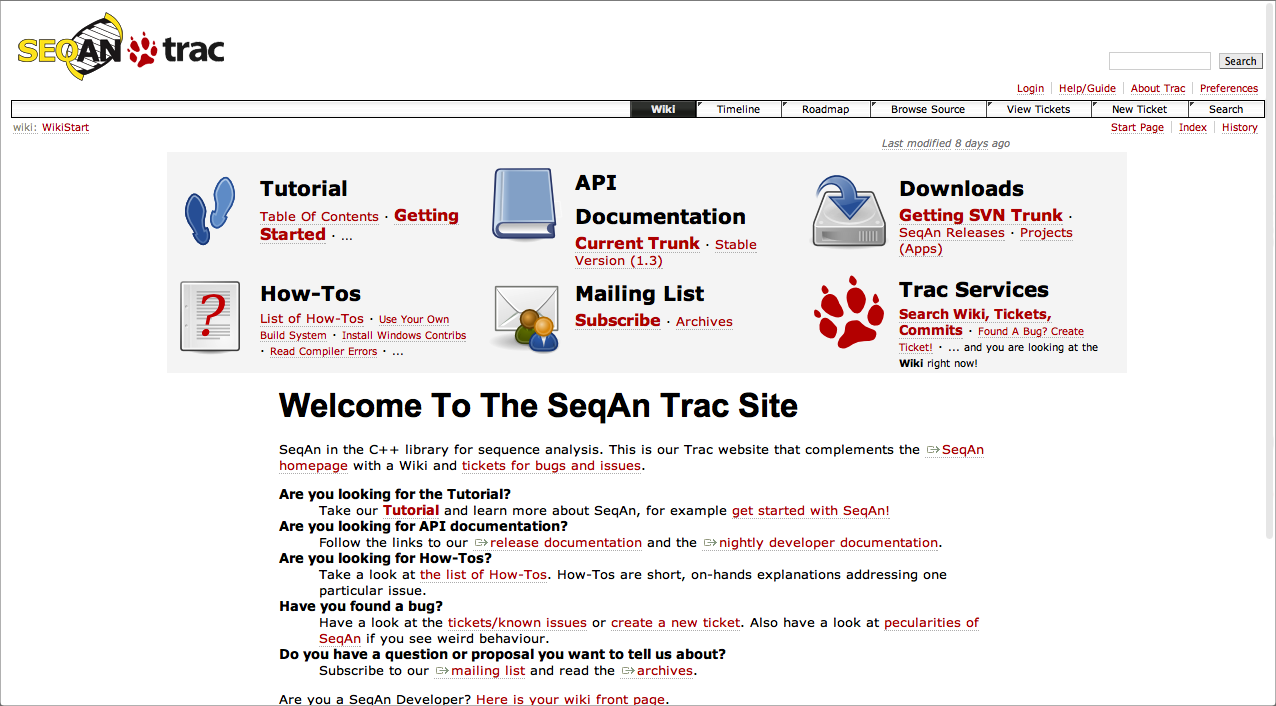 SEQAN trac
Search
Login Help/Guide About Trac Preferences
Wiki Timeline Roadmap Browse Source View Tickets New Ticket Search
wiki: WikiStart
Start Page Index History
Last modified 8 days ago
Tutorial
Table Of Contents · Getting
Started · ...
API
Documentation
Current Trunk · Stable
Version (1.3)
Downloads
Getting SVN Trunk ·
SeqAn Releases · Projects
(Apps)
How-Tos
List of How-Tos · Use Your Own
Build System · Install Windows Contribs
· Read Compiler Errors · ...
Mailing List
Subscribe · Archives
Trac Services
Search Wiki, Tickets,
Commits · Found A Bug? Create
Ticket! · ... and you are looking at the
Wiki right now!
Welcome To The SeqAn Trac Site
SeqAn in the C++ library for sequence analysis. This is our Trac website that complements the SeqAn
homepage with a Wiki and tickets for bugs and issues.
Are you looking for the Tutorial?
Take our Tutorial and learn more about SeqAn, for example get started with SeqAn!
Are you looking for API documentation?
Follow the links to our release documentation and the nightly developer documentation.
Are you looking for How-Tos?
Take a look at the list of How-Tos. How-Tos are short, on-hands explanations addressing one
particular issue.
Have you found a bug?
Have a look at the tickets/known issues or create a new ticket. Also have a look at pecularities of
SeqAn if you see weird behaviour.
Do you have a question or proposal you want to tell us about?
Subscribe to our mailing list and read the archives.
Are you a SeqAn Developer? Here is your wiki front page.